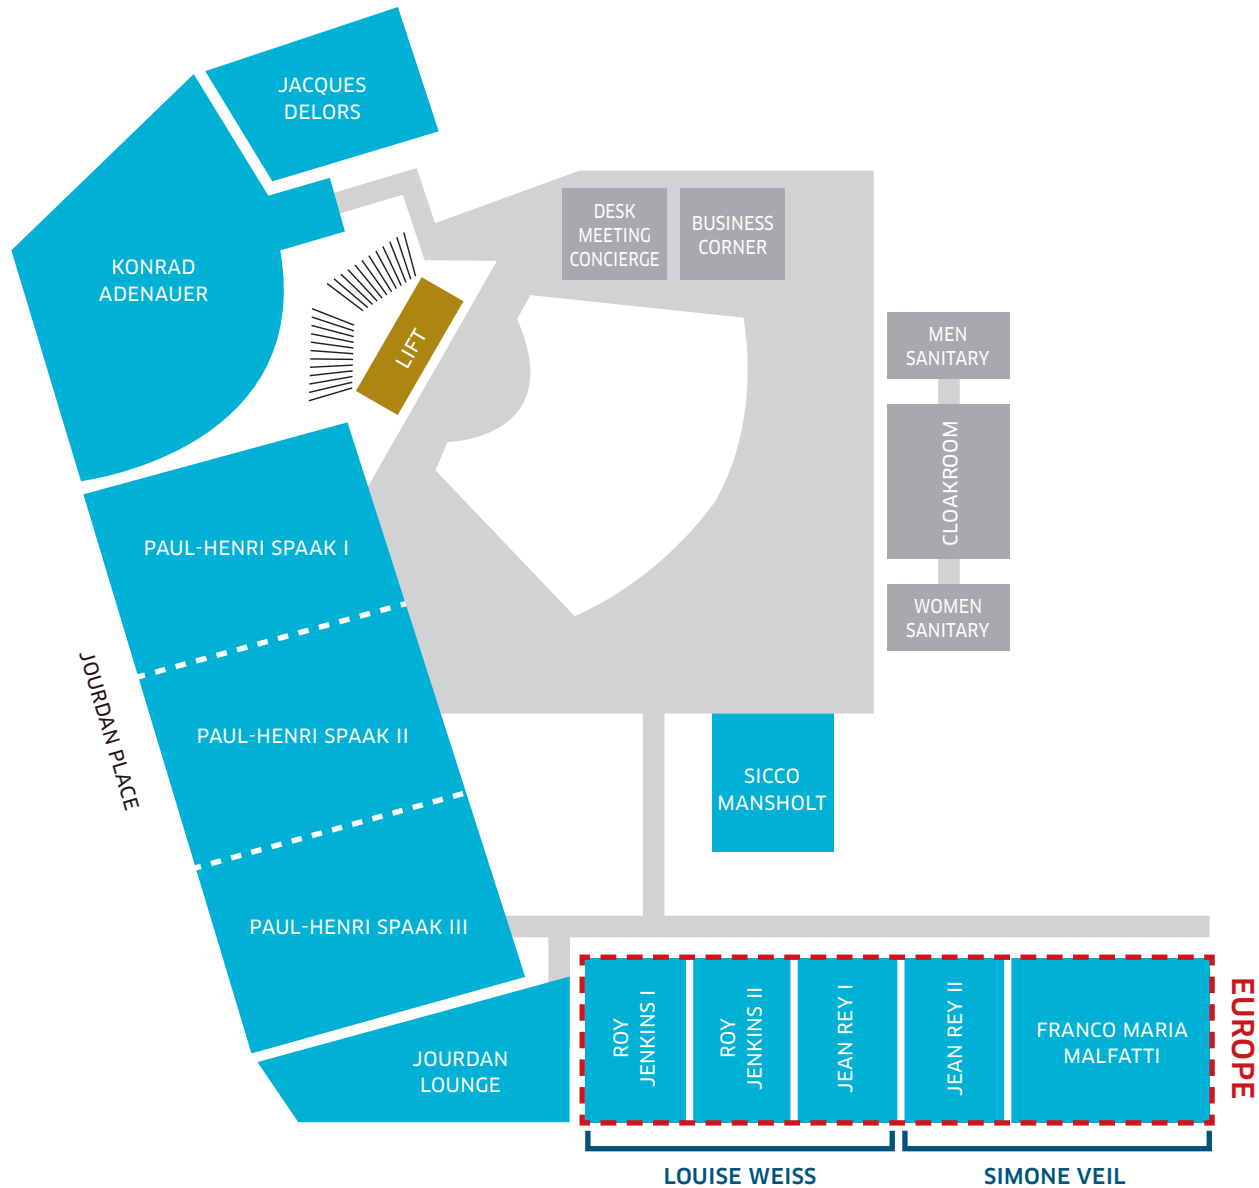 JACQUES
DELORS
KONRAD
ADENAUER
DESK
MEETING
CONCIERGE
BUSINESS
CORNER
LIFT
MEN
SANITARY
CLOAKROOM
WOMEN
SANITARY
PAUL-HENRI SPAAK I
JOURDAN PLACE
PAUL-HENRI SPAAK II
SICCO
MANSHOLT
PAUL-HENRI SPAAK III
JOURDAN
LOUNGE
ROY
JENKINS I
ROY
JENKINS II
JEAN REY I
JEAN REY II
FRANCO MARIA
MALFATTI
EUROPE
LOUISE WEISS
SIMONE VEIL